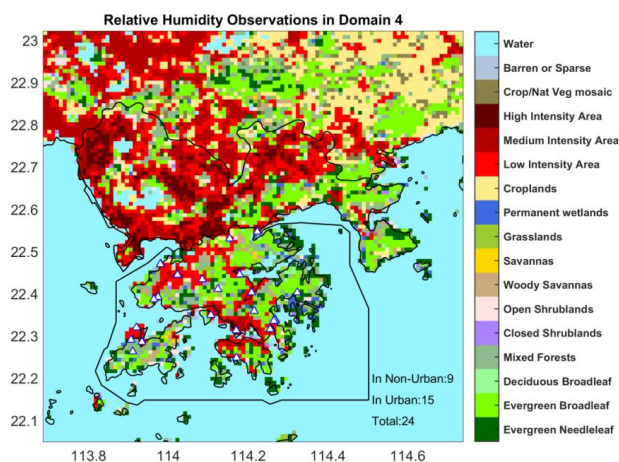 Relative Humidity Observations in Domain 4
23
22.9
22.8
22.7
22.6
22.5
22.4
22.3
22.2
22.1
113.8
114
114.2
114.4
114.6
In Non-Urban:9
In Urban:15
Total:24
Water
Barren or Sparse
Crop/Nat Veg mosaic
High Intensity Area
Medium Intensity Area
Low Intensity Area
Croplands
Permanent wetlands
Grasslands
Savannas
Woody Savannas
Open Shrublands
Closed Shrublands
Mixed Forests
Deciduous Broadleaf
Evergreen Broadleaf
Evergreen Needleleaf